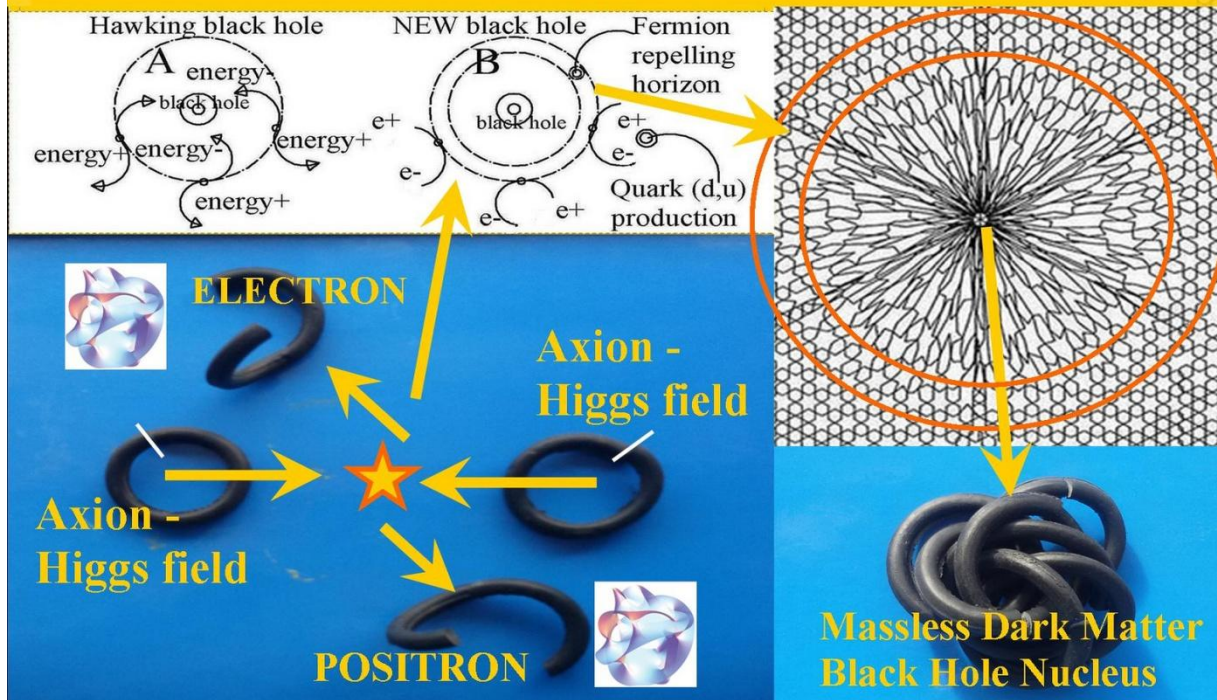 Hawking black hole
A
energy-
black hole
energy+
energy-
energy+
energy+
NEW black hole
B
black hole
e+
e-
e-
e+
e+
e-
Fermion
repelling
horizon
Quark (d,u)
production
ELECTRON
Axion -
Higgs field
Axion -
Higgs field
POSITRON
Massless Dark Matter
Black Hole Nucleus